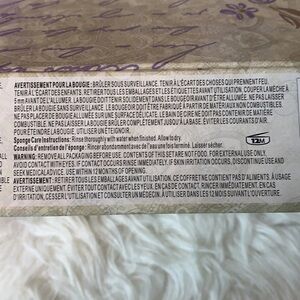 AVERTISSEMENT POUR LA BOUGIE: BRÛLER SOUS SURVEILLANCE. TENIR À L'ÉCART DES CHOSES QUI PRENNENT FEU.
TENIR À L'ÉCART DES ENFANTS. RETIRER TOUS LES EMBALLAGES ET LES ÉTIQUETTES AVANT UTILISATION. COUPER LA MÈCHE À
5 mm AVANT DE L'ALLUMER. LA BOUGIE DOIT TENIR SOLIDEMENT DANS LE BOUGEOIR AVANT D'ÊTRE ALLUMÉE. NE PAS LAISSER
BRÛLER SANS SURVEILLANCE. LE BOUGEOIR DOIT ÊTRE FABRIQUÉ À PARTIR DE MATÉRIAUX NON COMBUSTIBLES.
NE PAS PLACER DE BOUGIE ALLUMÉE SUR UNE SURFACE. LE BAIN DE CIRE NE DOIT PAS CONTENIR DE MATIÈRES
COMBUSTIBLES. NE PAS LAISSER BRÛLER COMPLÈTEMENT JUSQU'À LA BASE. ÉVITER LES COURANTS D'AIR.
POUR ÉTEINDRE LA BOUGIE, UTILISER UN ÉTEIGNOIR.
Sponge Care Instructions: Rinse thoroughly with water when finished. Allow to dry.
Conseils d'entretien de l'éponge: Rincer abondamment avec de l'eau une fois terminé. Laisser sécher.
WARNING: REMOVE ALL PACKAGING BEFORE USE. CONTENTS OF THIS SET ARE NOT FOOD. FOR EXTERNAL USE ONLY.
AVOID CONTACT WITH EYES. IF CONTACT OCCURS RINSE IMMEDIATELY. IF SKIN IRRITATION OCCURS, DISCONTINUE USE AND
SEEK MEDICAL ADVICE. USE WITHIN 12 MONTHS OF OPENING.
AVERTISSEMENT: RETIRER TOUS LES EMBALLAGES AVANT UTILISATION. CE COFFRET NE CONTIENT PAS D'ALIMENTS. À USAGE
EXTERNE UNIQUEMENT. ÉVITER TOUT CONTACT AVEC LES YEUX. EN CAS DE CONTACT, RINCER IMMÉDIATEMENT. EN CAS
D'IRRITATION, CESSER L'UTILISATION ET CONSULTER UN MÉDECIN. À UTILISER DANS LES 12 MOIS SUIVANT L'OUVERTURE.
12M